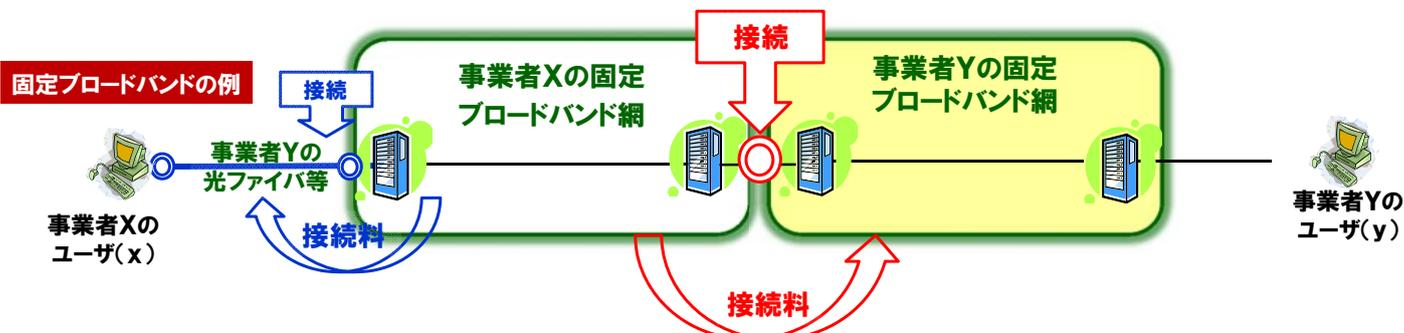 固定ブロードバンドの例
接続
事業者Xの固定
ブロードバンド網
接続
事業者Yの固定
ブロードバンド網
事業者Yの
光ファイバ等
事業者Xの
ユーザ(x)
接続料
接続料
事業者Yの
ユーザ(y)